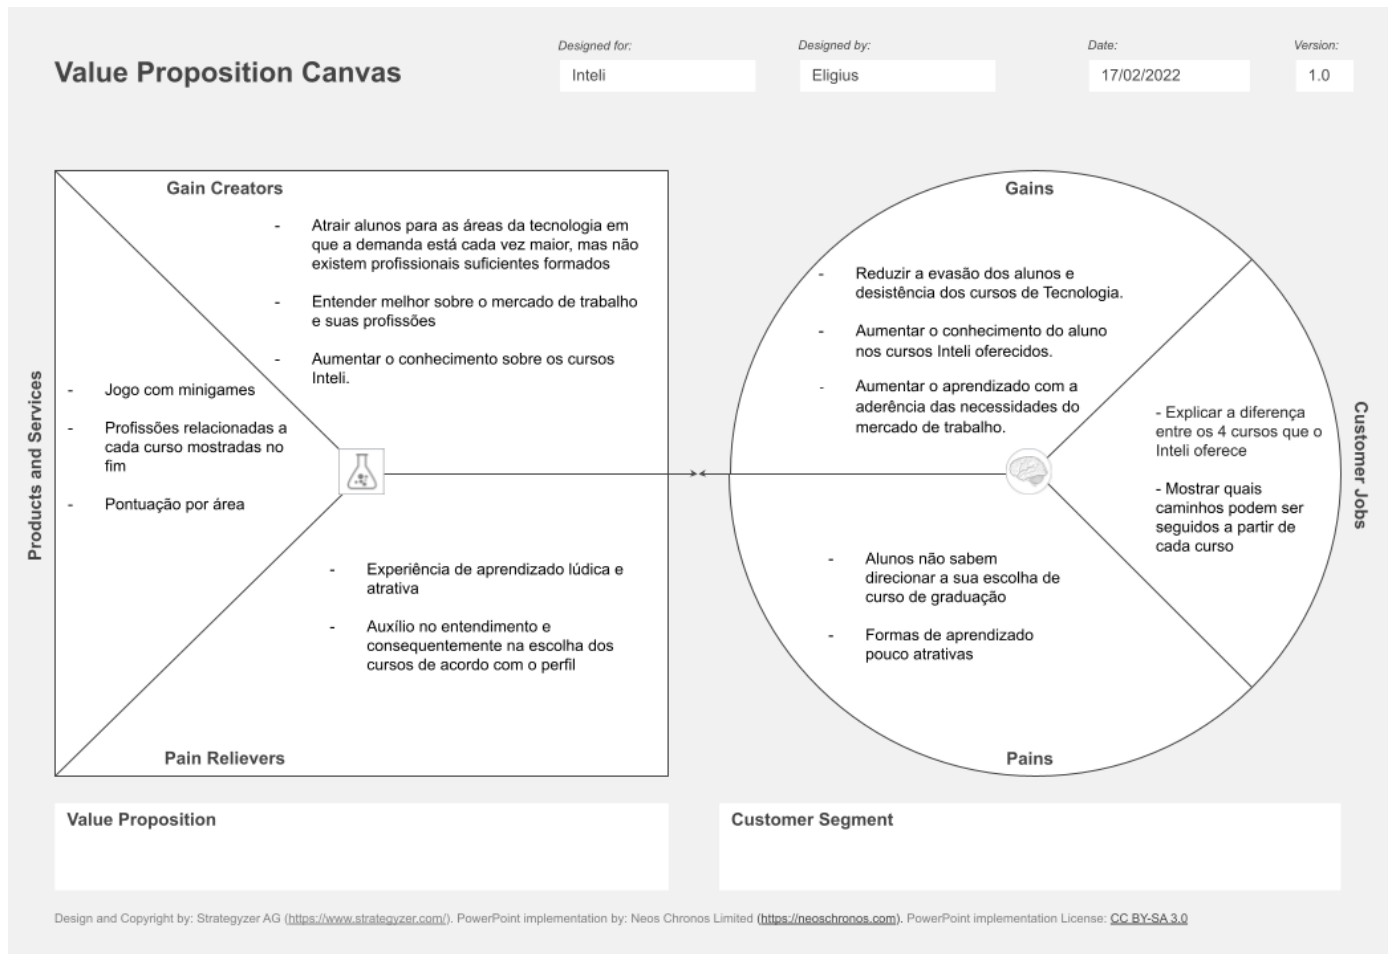 Value Proposition Canvas
Designed for:
Inteli
Designed by:
Eligius
Date:
17/02/2022
Version:
1.0
Products and Services
- Jogo com minigames
- Profissões relacionadas a
cada curso mostradas no
fim
- Pontuação por área
Gain Creators
- Atrair alunos para as áreas da tecnologia em
que a demanda está cada vez maior, mas não
existem profissionais suficientes formados
- Entender melhor sobre o mercado de trabalho
e suas profissões
- Aumentar o conhecimento sobre os cursos
Inteli.
- Experiência de aprendizado lúdica e
atrativa
- Auxílio no entendimento e
consequentemente na escolha dos
cursos de acordo com o perfil
Pain Relievers
Gains
- Reduzir a evasão dos alunos e
desistência dos cursos de Tecnologia.
- Aumentar o conhecimento do aluno
nos cursos Inteli oferecidos.
- Aumentar o aprendizado com a
aderência das necessidades do
mercado de trabalho.
- Explicar a diferença
entre os 4 cursos que o
Inteli oferece
- Mostrar quais
caminhos podem ser
seguidos a partir de
cada curso
Customer Jobs
- Alunos não sabem
direcionar a sua escolha de
curso de graduação
- Formas de aprendizado
pouco atrativas
Pains
Value Proposition
Customer Segment
Design and Copyright by: Strategyzer AG (https://www.strategyzer.com/). PowerPoint implementation by: Neos Chronos Limited (https://neoschronos.com). PowerPoint implementation License: CC BY-SA 3.0